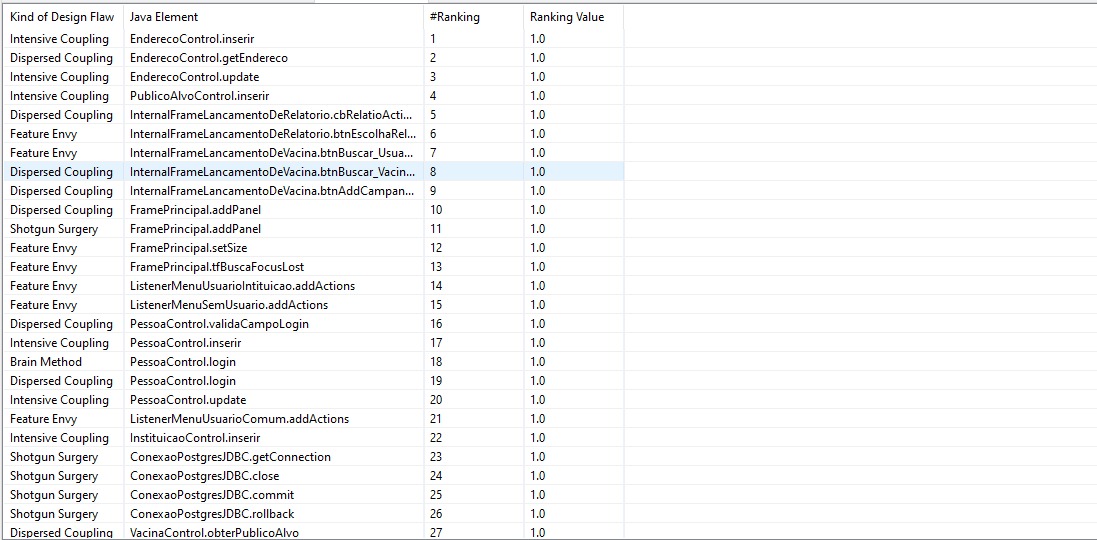 Kind of Design Flaw Java Element #Ranking Ranking Value
Intensive Coupling EnderecoControl.inserir 1 1.0
Dispersed Coupling EnderecoControl.getEndereco 2 1.0
Intensive Coupling EnderecoControl.update 3 1.0
Intensive Coupling PublicoAlvoControl.inserir 4 1.0
Dispersed Coupling InternalFrameLancamentoDeRelatorio.cbRelatioActi... 5 1.0
Feature Envy InternalFrameLancamentoDeRelatorio.btnEscolhaRel... 6 1.0
Feature Envy InternalFrameLancamentoDeVacina.btnBuscar_Usua... 7 1.0
Dispersed Coupling InternalFrameLancamentoDeVacina.btnBuscar_Vacin... 8 1.0
Dispersed Coupling InternalFrameLancamentoDeVacina.btnAddCampan... 9 1.0
Dispersed Coupling FramePrincipal.addPanel 10 1.0
Shotgun Surgery FramePrincipal.addPanel 11 1.0
Feature Envy FramePrincipal.setSize 12 1.0
Feature Envy FramePrincipal.tfBuscaFocusLost 13 1.0
Feature Envy ListenerMenuUsuarioIntituicao.addActions 14 1.0
Feature Envy ListenerMenuSemUsuario.addActions 15 1.0
Dispersed Coupling PessoaControl.validaCampoLogin 16 1.0
Intensive Coupling PessoaControl.inserir 17 1.0
Brain Method PessoaControl.login 18 1.0
Dispersed Coupling PessoaControl.login 19 1.0
Intensive Coupling PessoaControl.update 20 1.0
Feature Envy ListenerMenuUsuarioComum.addActions 21 1.0
Intensive Coupling InstituicaoControl.inserir 22 1.0
Shotgun Surgery ConexaoPostgresJDBC.getConnection 23 1.0
Shotgun Surgery ConexaoPostgresJDBC.close 24 1.0
Shotgun Surgery ConexaoPostgresJDBC.commit 25 1.0
Shotgun Surgery ConexaoPostgresJDBC.rollback 26 1.0
Dispersed Coupling VacinaControl.obterPublicoAlvo 27 1.0